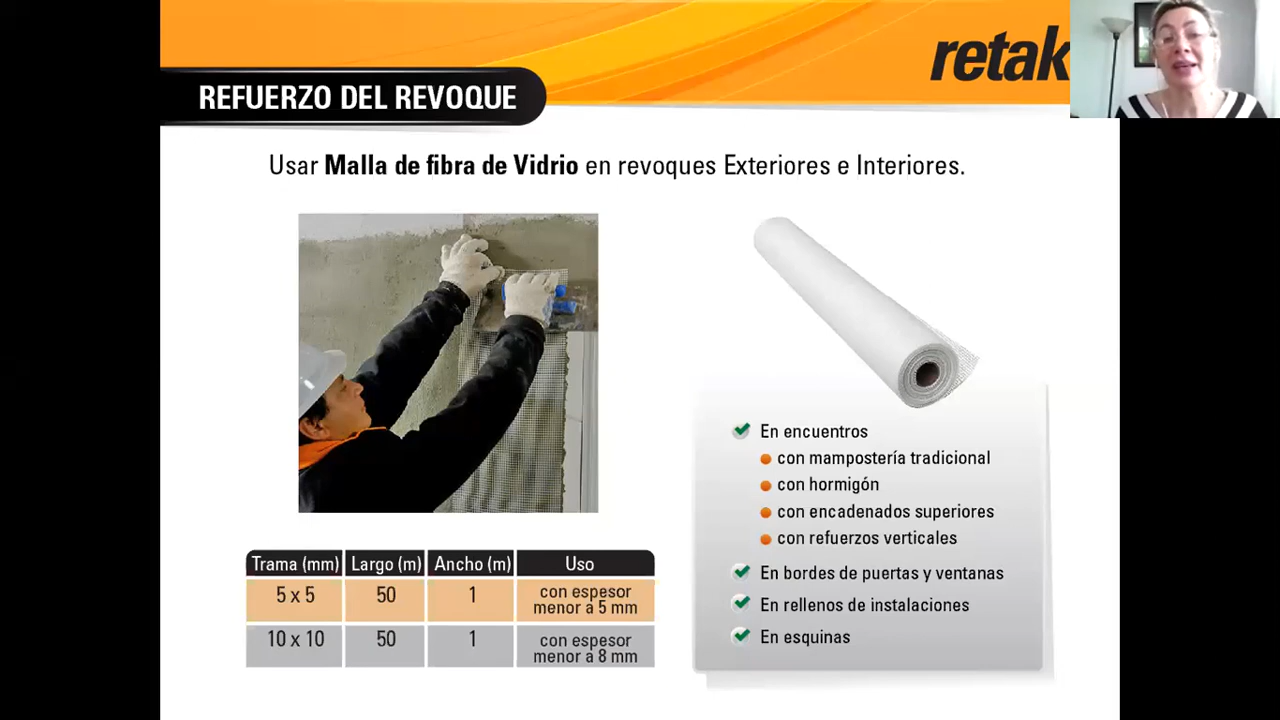 retak
REFUERZO DEL REVOQUE
Usar Malla de fibra de Vidrio en revoques Exteriores e Interiores.
En encuentros
con mampostería tradicional
con hormigón
con encadenados superiores
con refuerzos verticales
En bordes de puertas y ventanas
En rellenos de instalaciones
En esquinas
Trama (mm) Largo (m) Ancho (m) Uso
5 x 5 50 1 con espesor
menor a 5 mm
10 x 10 50 1 con espesor
menor a 8 mm